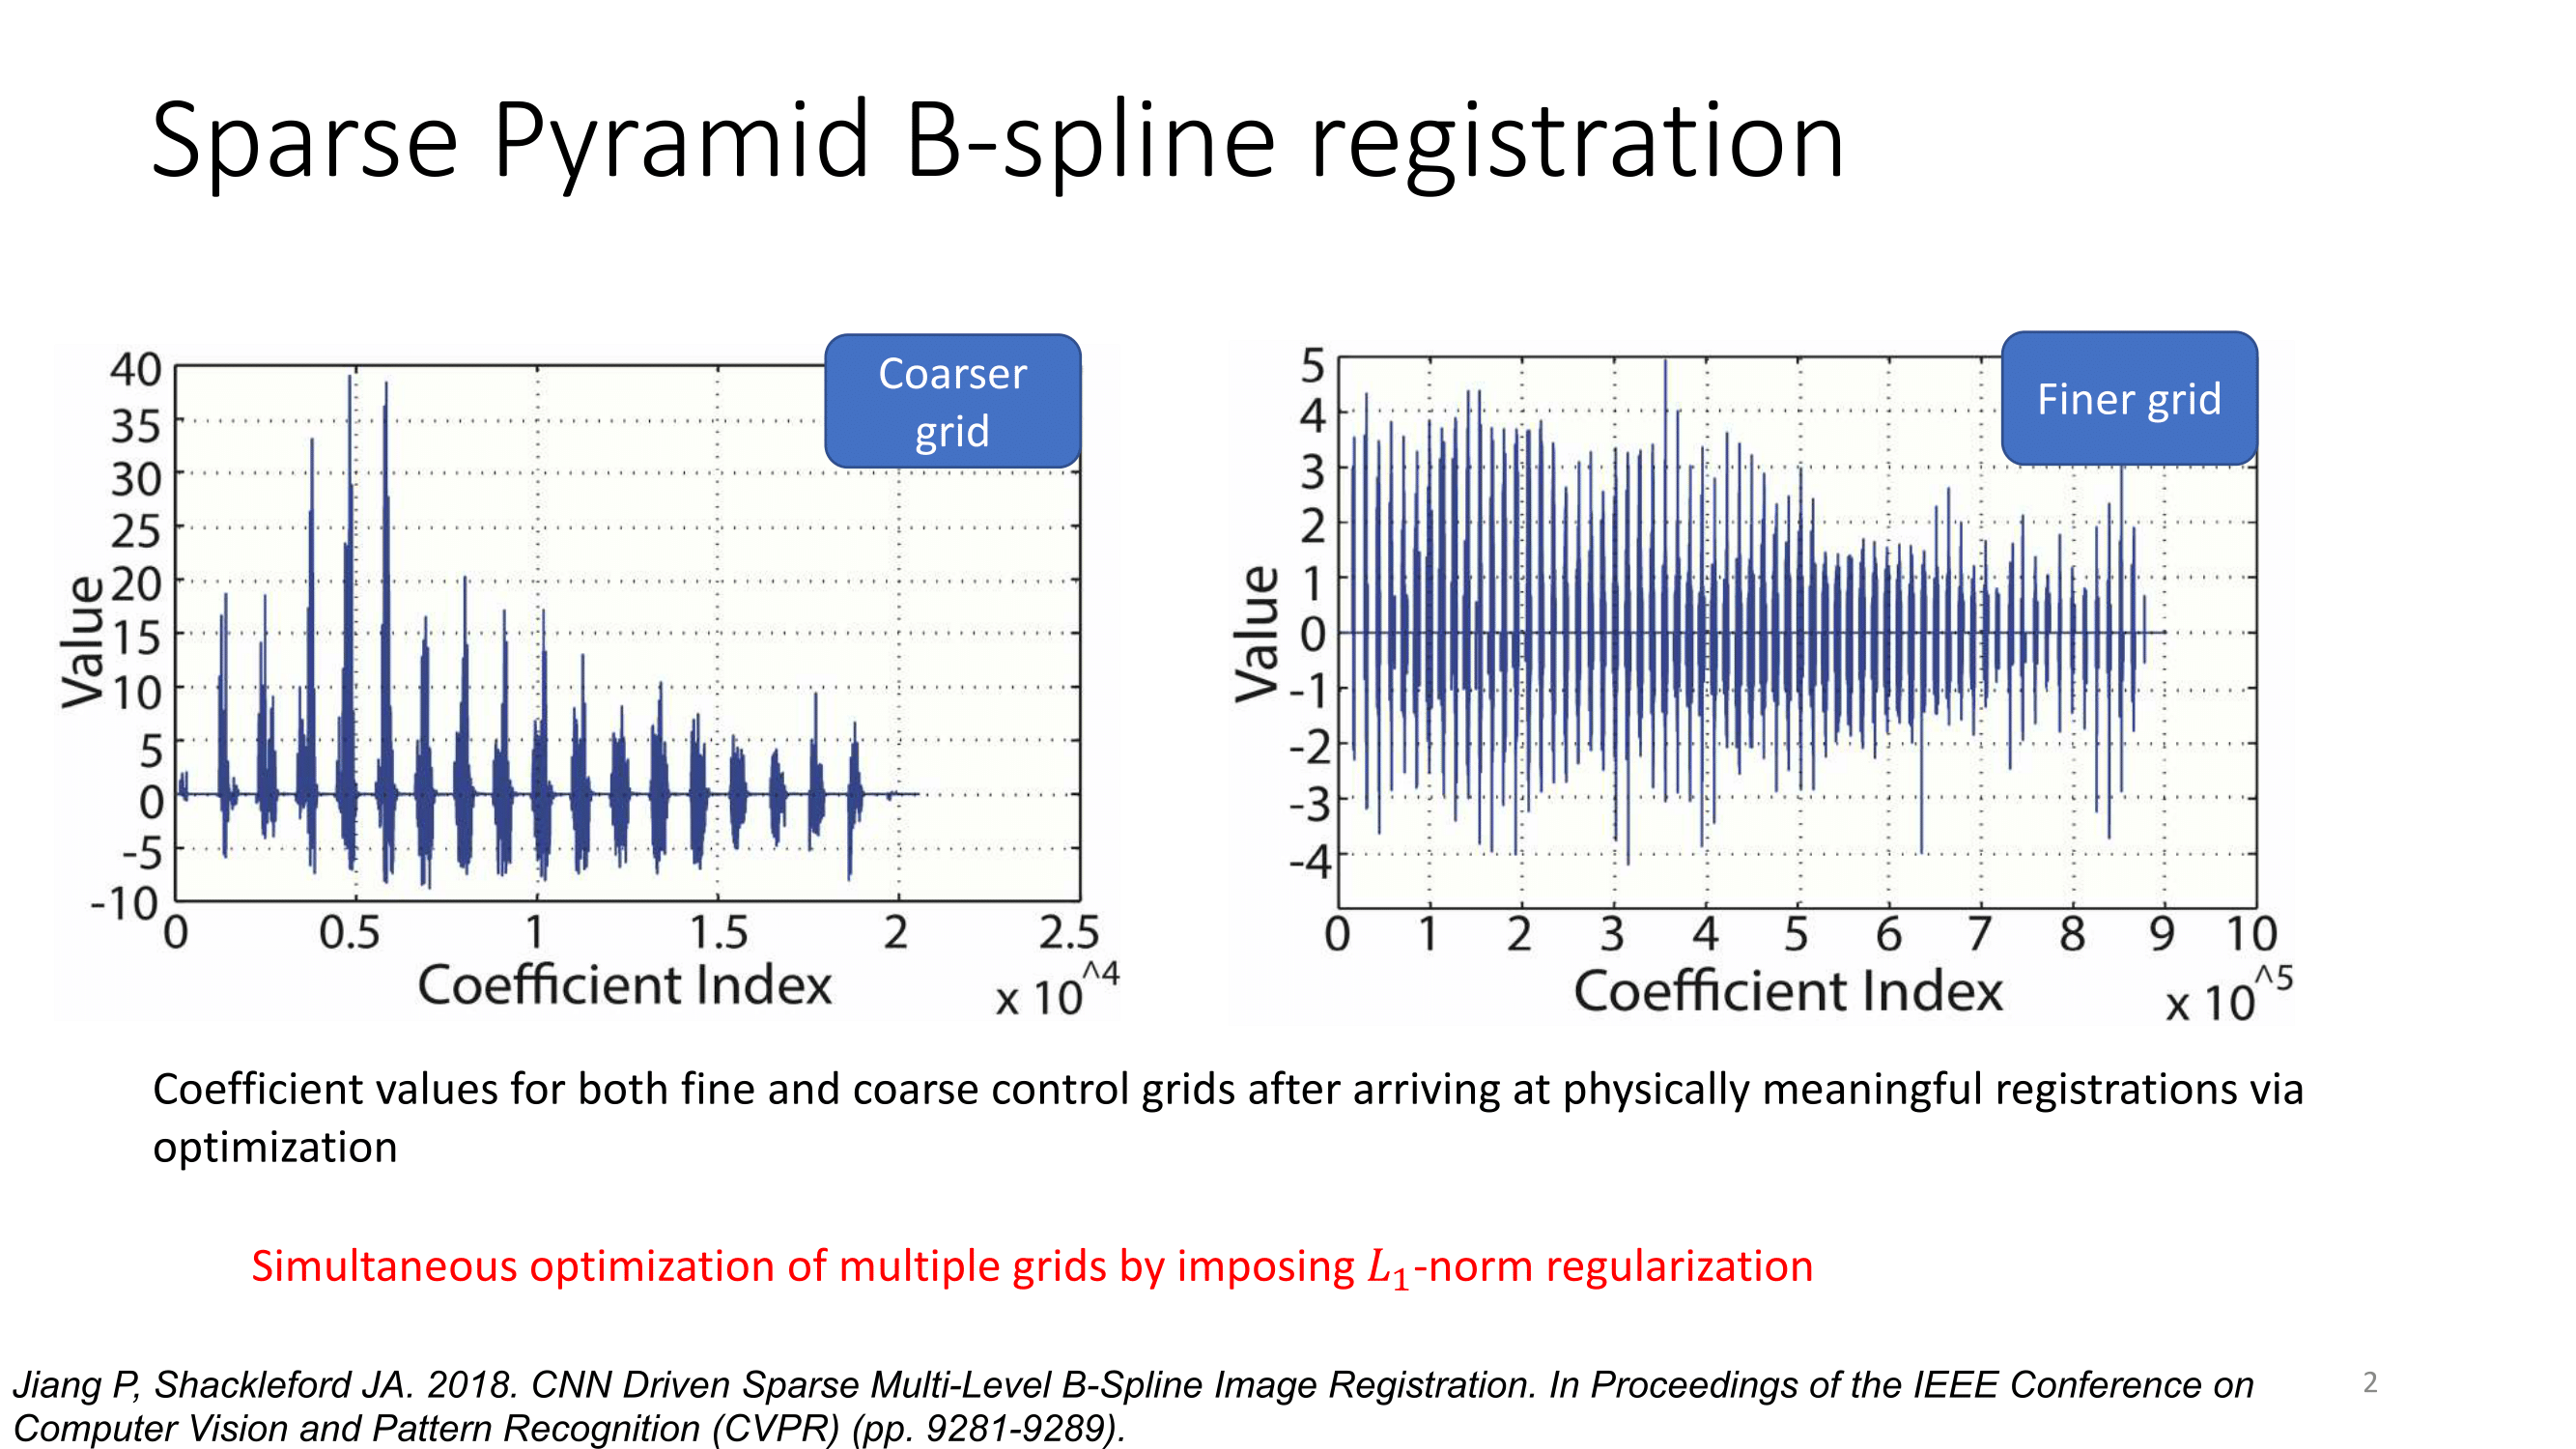 Sparse Pyramid B-spline registration
Coarser
grid
40
35
30
25
20
15
10
5
0
-5
-10
Value
0 0.5 1 1.5 2 2.5
Coefficient Index
x 10^4
Finer grid
5
4
3
2
1
0
-1
-2
-3
-4
Value
0 1 2 3 4 5 6 7 8 9 10
Coefficient Index
x 10^5
Coefficient values for both fine and coarse control grids after arriving at physically meaningful registrations via
optimization
Simultaneous optimization of multiple grids by imposing L₁-norm regularization
Jiang P, Shackleford JA. 2018. CNN Driven Sparse Multi-Level B-Spline Image Registration. In Proceedings of the IEEE Conference on
Computer Vision and Pattern Recognition (CVPR) (pp. 9281-9289).
2